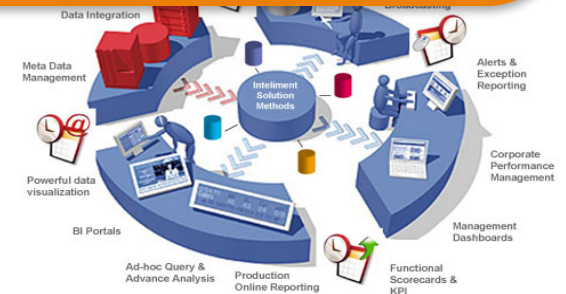 Data Integration
Broadcasting
Meta Data
Management
Inteliment
Solution
Methods
Alerts &
Exception
Reporting
Powerful data
visualization
Corporate
Performance
Management
BI Portals
Management
Dashboards
Ad-hoc Query &
Advance Analysis
Production
Online Reporting
Functional
Scorecards &
KPI